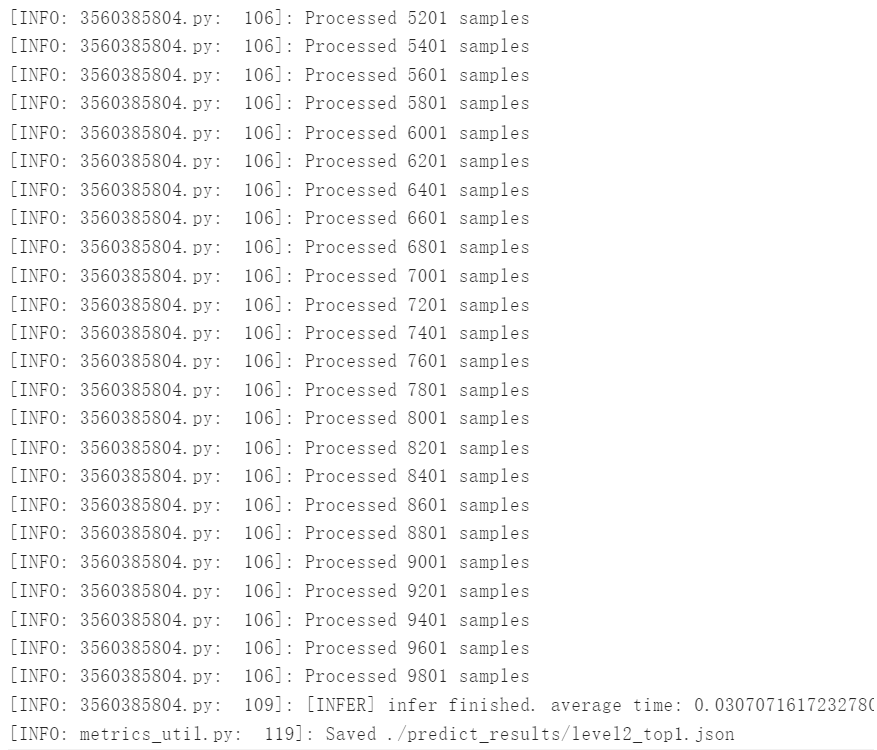 [INFO: 3560385804.py:  106]: Processed 5201 samples
[INFO: 3560385804.py:  106]: Processed 5401 samples
[INFO: 3560385804.py:  106]: Processed 5601 samples
[INFO: 3560385804.py:  106]: Processed 5801 samples
[INFO: 3560385804.py:  106]: Processed 6001 samples
[INFO: 3560385804.py:  106]: Processed 6201 samples
[INFO: 3560385804.py:  106]: Processed 6401 samples
[INFO: 3560385804.py:  106]: Processed 6601 samples
[INFO: 3560385804.py:  106]: Processed 6801 samples
[INFO: 3560385804.py:  106]: Processed 7001 samples
[INFO: 3560385804.py:  106]: Processed 7201 samples
[INFO: 3560385804.py:  106]: Processed 7401 samples
[INFO: 3560385804.py:  106]: Processed 7601 samples
[INFO: 3560385804.py:  106]: Processed 7801 samples
[INFO: 3560385804.py:  106]: Processed 8001 samples
[INFO: 3560385804.py:  106]: Processed 8201 samples
[INFO: 3560385804.py:  106]: Processed 8401 samples
[INFO: 3560385804.py:  106]: Processed 8601 samples
[INFO: 3560385804.py:  106]: Processed 8801 samples
[INFO: 3560385804.py:  106]: Processed 9001 samples
[INFO: 3560385804.py:  106]: Processed 9201 samples
[INFO: 3560385804.py:  106]: Processed 9401 samples
[INFO: 3560385804.py:  106]: Processed 9601 samples
[INFO: 3560385804.py:  106]: Processed 9801 samples
[INFO: 3560385804.py:  109]: [INFER] infer finished. average time: 0.0307071617232780
[INFO: metrics_util.py:  119]: Saved ./predict_results/level2_top1.json